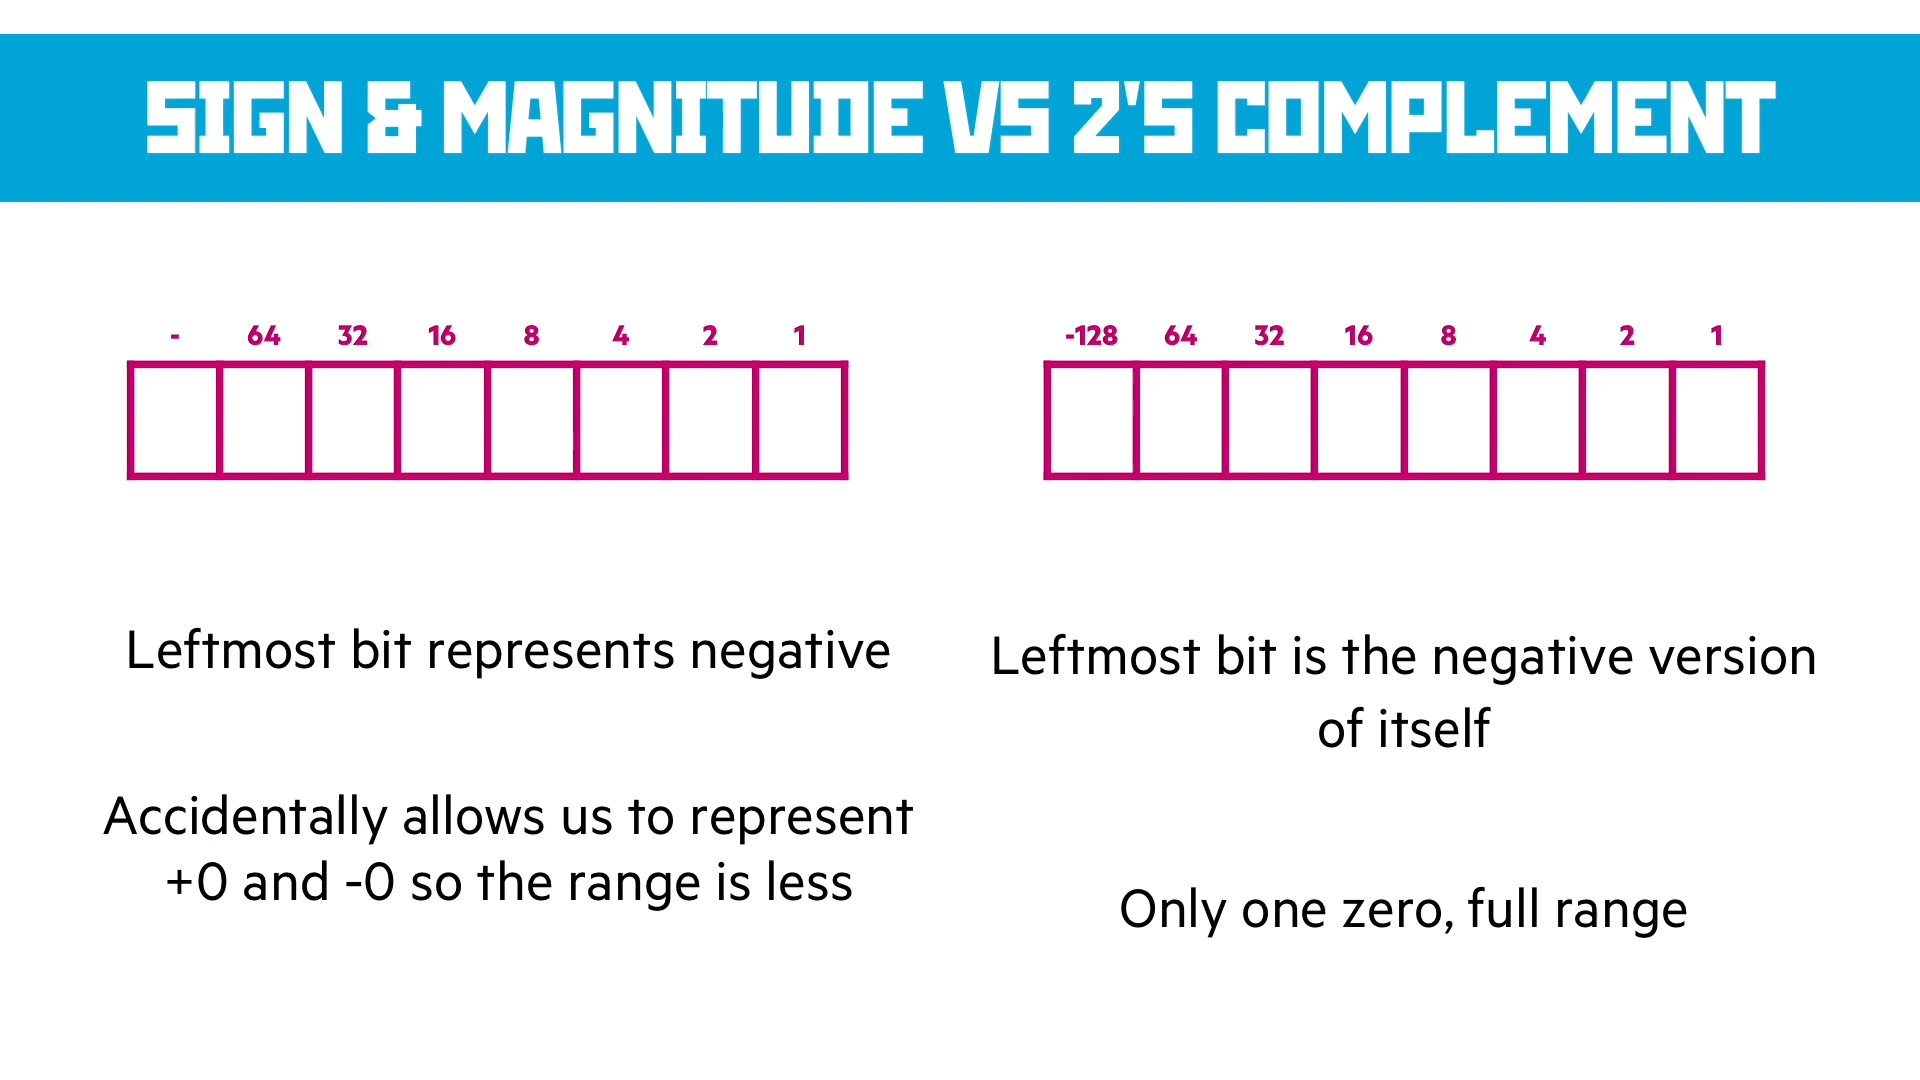 SIGN & MAGNITUDE VS 2'S COMPLEMENT
- 64 32 16 8 4 2 1
-128 64 32 16 8 4 2 1
Leftmost bit represents negative
Accidentally allows us to represent
+0 and -0 so the range is less
Leftmost bit is the negative version
of itself
Only one zero, full range